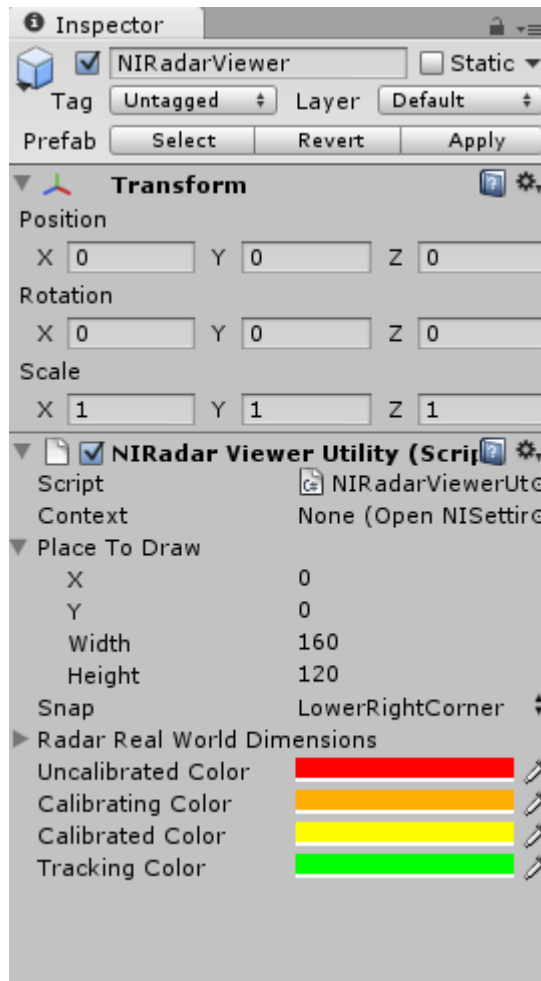 Inspector
NIRadarViewer Static
Tag Untagged Layer Default
Prefab Select Revert Apply
Transform
Position
X 0 Y 0 Z 0
Rotation
X 0 Y 0 Z 0
Scale
X 1 Y 1 Z 1
NIRadar Viewer Utility (Scrip
Script NIRadarViewerUt
Context None (Open NISettin
Place To Draw
X 0
Y 0
Width 160
Height 120
Snap LowerRightCorner
Radar Real World Dimensions
Uncalibrated Color
Calibrating Color
Calibrated Color
Tracking Color